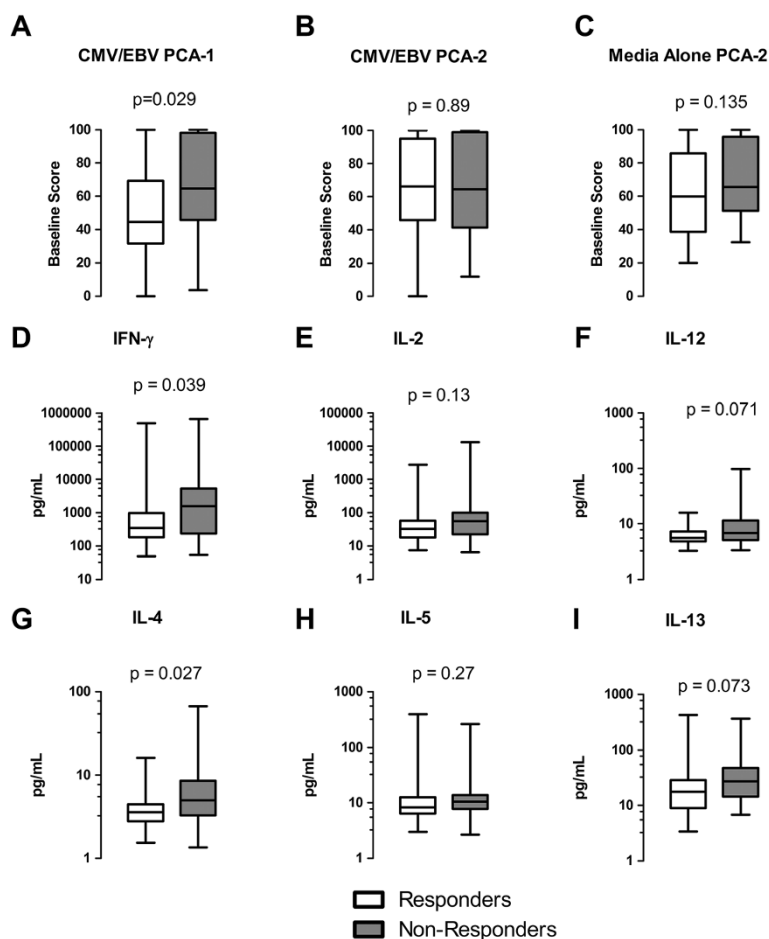 A
B
C
CMV/EBV PCA-1
CMV/EBV PCA-2
Media Alone PCA-2
p=0.029
p = 0.89
p = 0.135
Baseline Score
100
80
60
40
20
0
Baseline Score
100
80
60
40
20
0
Baseline Score
100
80
60
40
20
0
D
E
F
IFN-γ
IL-2
IL-12
p = 0.039
p = 0.13
p = 0.071
pg/mL
1000000
100000
10000
1000
100
10
pg/mL
100000
10000
1000
100
10
1
pg/mL
1000
100
10
1
G
H
I
IL-4
IL-5
IL-13
p = 0.027
p = 0.27
p = 0.073
pg/mL
100
10
1
pg/mL
1000
100
10
1
pg/mL
1000
100
10
1
Responders
Non-Responders